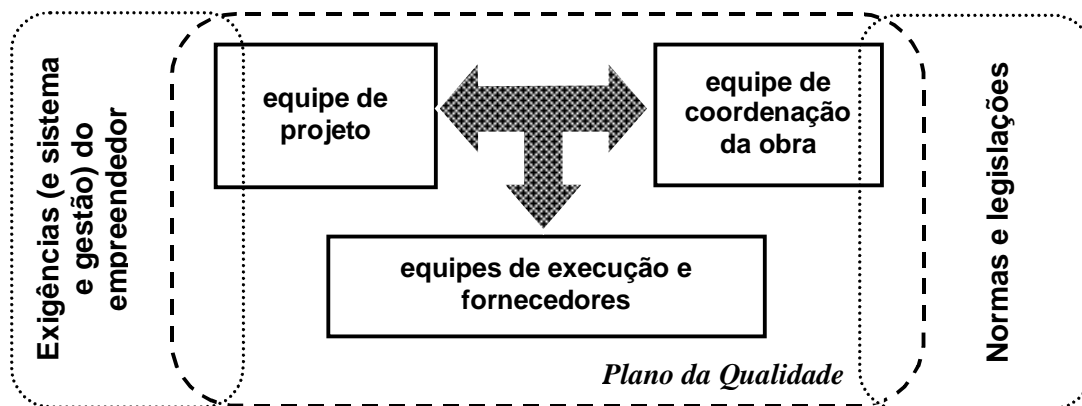 Exigências (e sistema
e gestão) do
empreendedor
equipe de
projeto
equipe de
coordenação
da obra
equipes de execução e
fornecedores
Plano da Qualidade
Normas e legislações